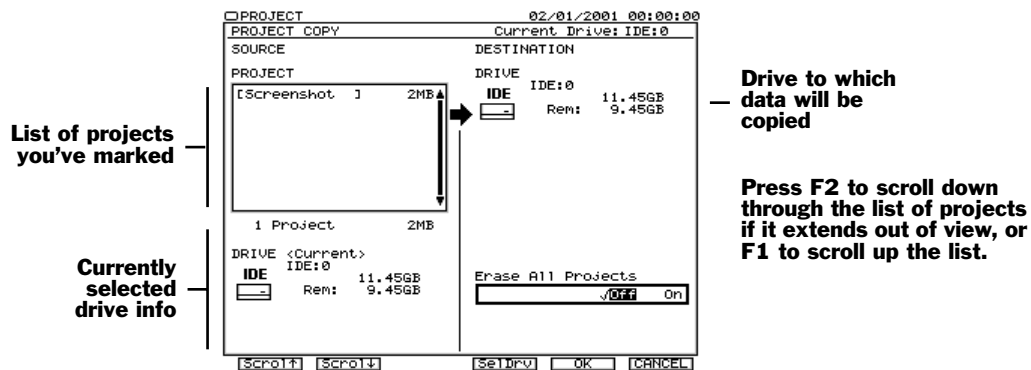 PROJECT 02/01/2001 00:00:00
PROJECT COPY Current Drive: IDE:0
SOURCE
PROJECT
[Screenshot ] 2MB
1 Project 2MB
DRIVE <Current>
IDE:0
IDE
11.45GB
Rem: 9.45GB
DESTINATION
DRIVE
IDE:0
IDE
11.45GB
Rem: 9.45GB
Erase All Projects
√Off On
Scrol↑ Scrol↓ SelDrv OK CANCEL
List of projects
you've marked
Currently
selected
drive info
Drive to which
data will be
copied
Press F2 to scroll down
through the list of projects
if it extends out of view, or
F1 to scroll up the list.